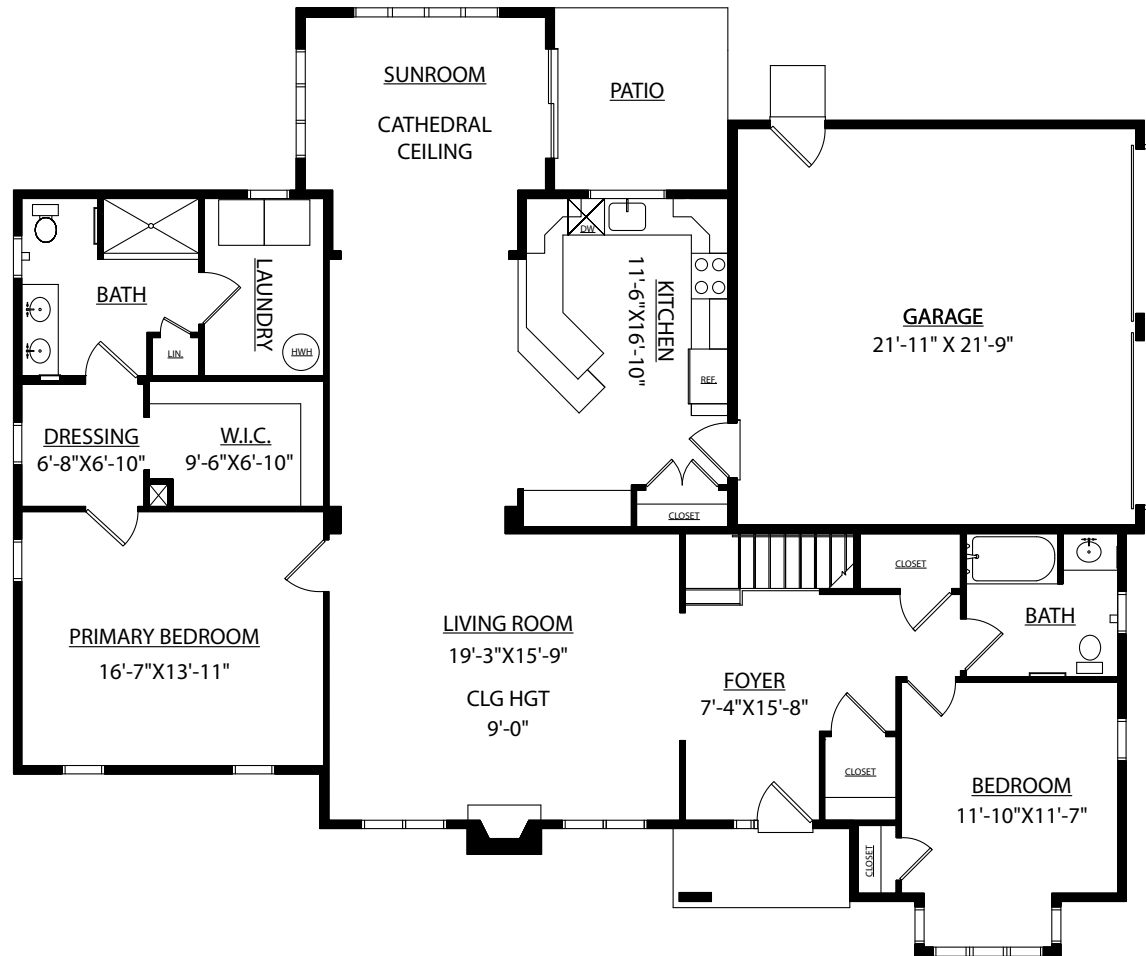 SUNROOM
CATHEDRAL
CEILING
PATIO
DW
LAUNDRY
BATH
LIN.
HWH
KITCHEN
11'-6"X16'-10"
REF.
GARAGE
21'-11" X 21'-9"
DRESSING
6'-8"X6'-10"
W.I.C.
9'-6"X6'-10"
CLOSET
CLOSET
PRIMARY BEDROOM
16'-7"X13'-11"
LIVING ROOM
19'-3"X15'-9"
CLG HGT
9'-0"
FOYER
7'-4"X15'-8"
BATH
CLOSET
BEDROOM
11'-10"X11'-7"
CLOSET